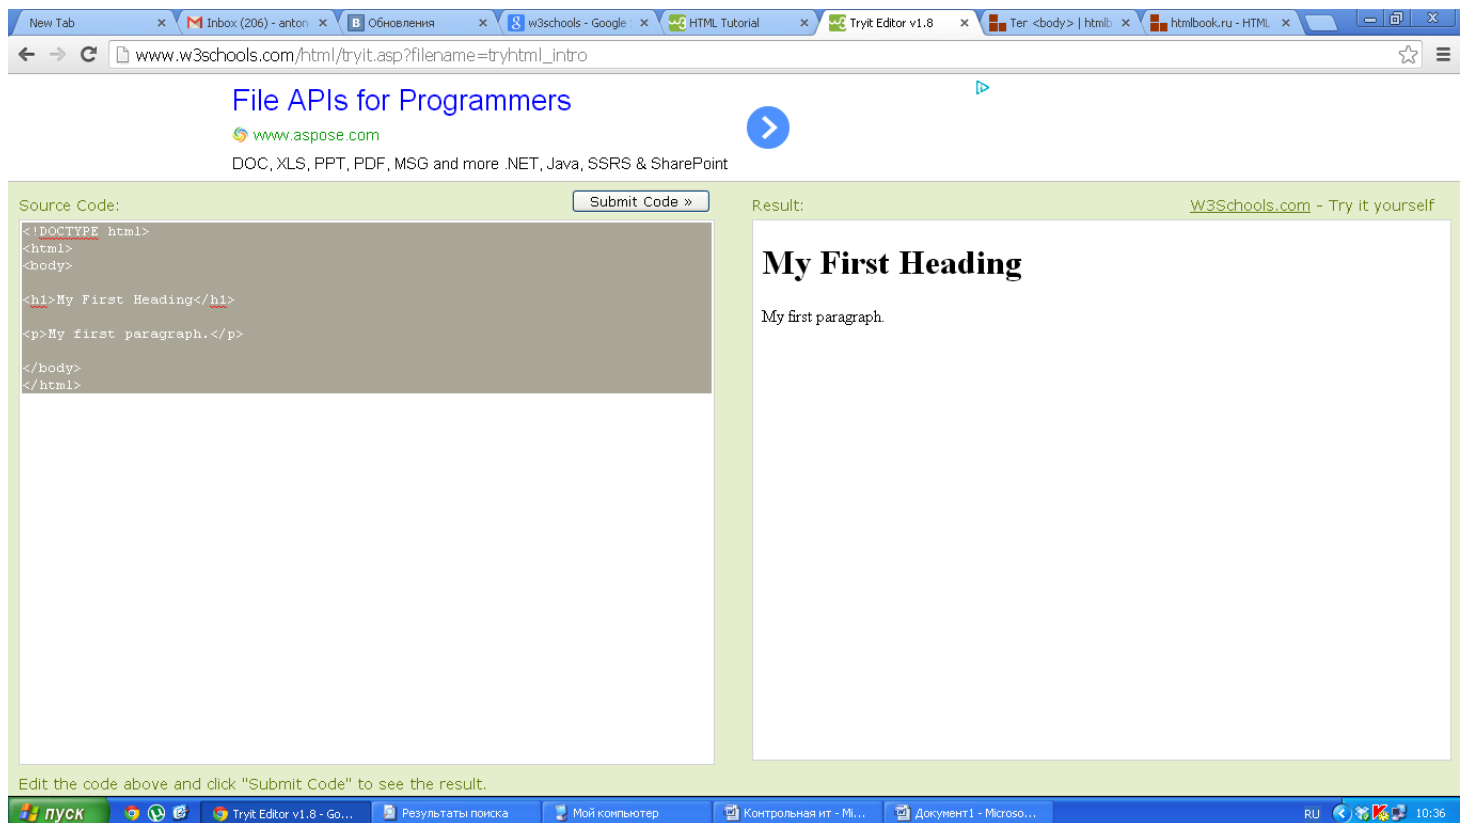 New Tab
Inbox (206) - anton
Обновления
w3schools - Google
HTML Tutorial
Tryit Editor v1.8
Тег <body> | htmlb
htmlbook.ru - HTML
www.w3schools.com/html/tryit.asp?filename=tryhtml_intro
File APIs for Programmers
www.aspose.com
DOC, XLS, PPT, PDF, MSG and more .NET, Java, SSRS & SharePoint
Source Code:
Submit Code »
<!DOCTYPE html>
<html>
<body>
<h1>My First Heading</h1>
<p>My first paragraph.</p>
</body>
</html>
Result:
W3Schools.com - Try it yourself
My First Heading
My first paragraph.
Edit the code above and click "Submit Code" to see the result.
пуск
Tryit Editor v1.8 - Go...
Результаты поиска
Мой компьютер
Контрольная ит - Mi...
Документ1 - Microso...
RU
10:36